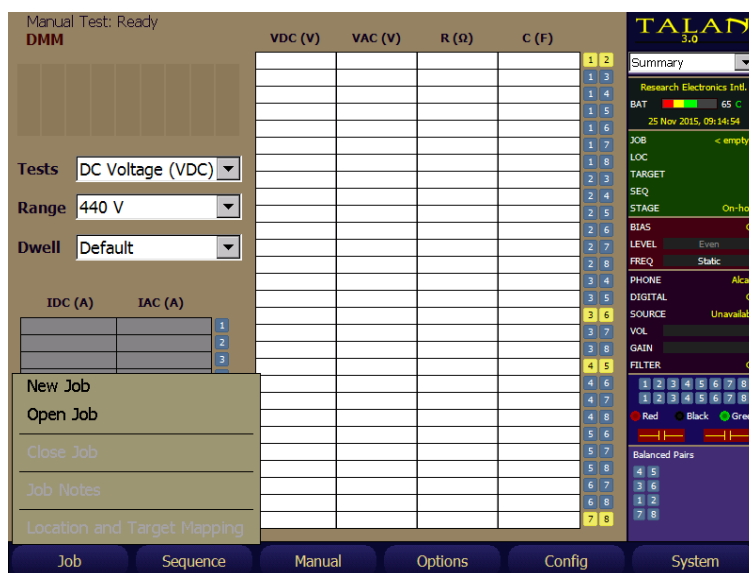 Manual Test: Ready
DMM
VDC (V) VAC (V) R (Ω) C (F)
1 2
1 3
1 4
1 5
1 6
1 7
1 8
2 3
2 4
2 5
2 6
2 7
2 8
3 4
3 5
3 6
3 7
3 8
4 5
4 6
4 7
4 8
5 6
5 7
5 8
6 7
6 8
7 8
Tests DC Voltage (VDC)
Range 440 V
Dwell Default
IDC (A) IAC (A)
1
2
3
New Job
Open Job
Close Job
Job Notes
Location and Target Mapping
TALAN
3.0
Summary
Research Electronics Intl.
BAT 65 C
25 Nov 2015, 09:14:54
JOB < empty
LOC
TARGET
SEQ
STAGE On-ho
BIAS
LEVEL Even
FREQ Static
PHONE Alca
DIGITAL
SOURCE Unavailab
VOL
GAIN
FILTER
1 2 3 4 5 6 7 8
1 2 3 4 5 6 7 8
Red Black Gree
Balanced Pairs
4 5
3 6
1 2
7 8
Job Sequence Manual Options Config System